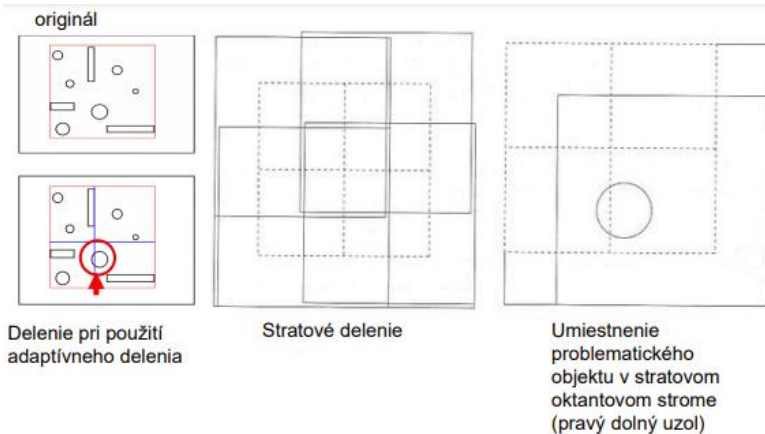 originál
Delenie pri použití
adaptívneho delenia
Stratové delenie
Umiestnenie
problematického
objektu v stratovom
oktantovom strome
(pravý dolný uzol)